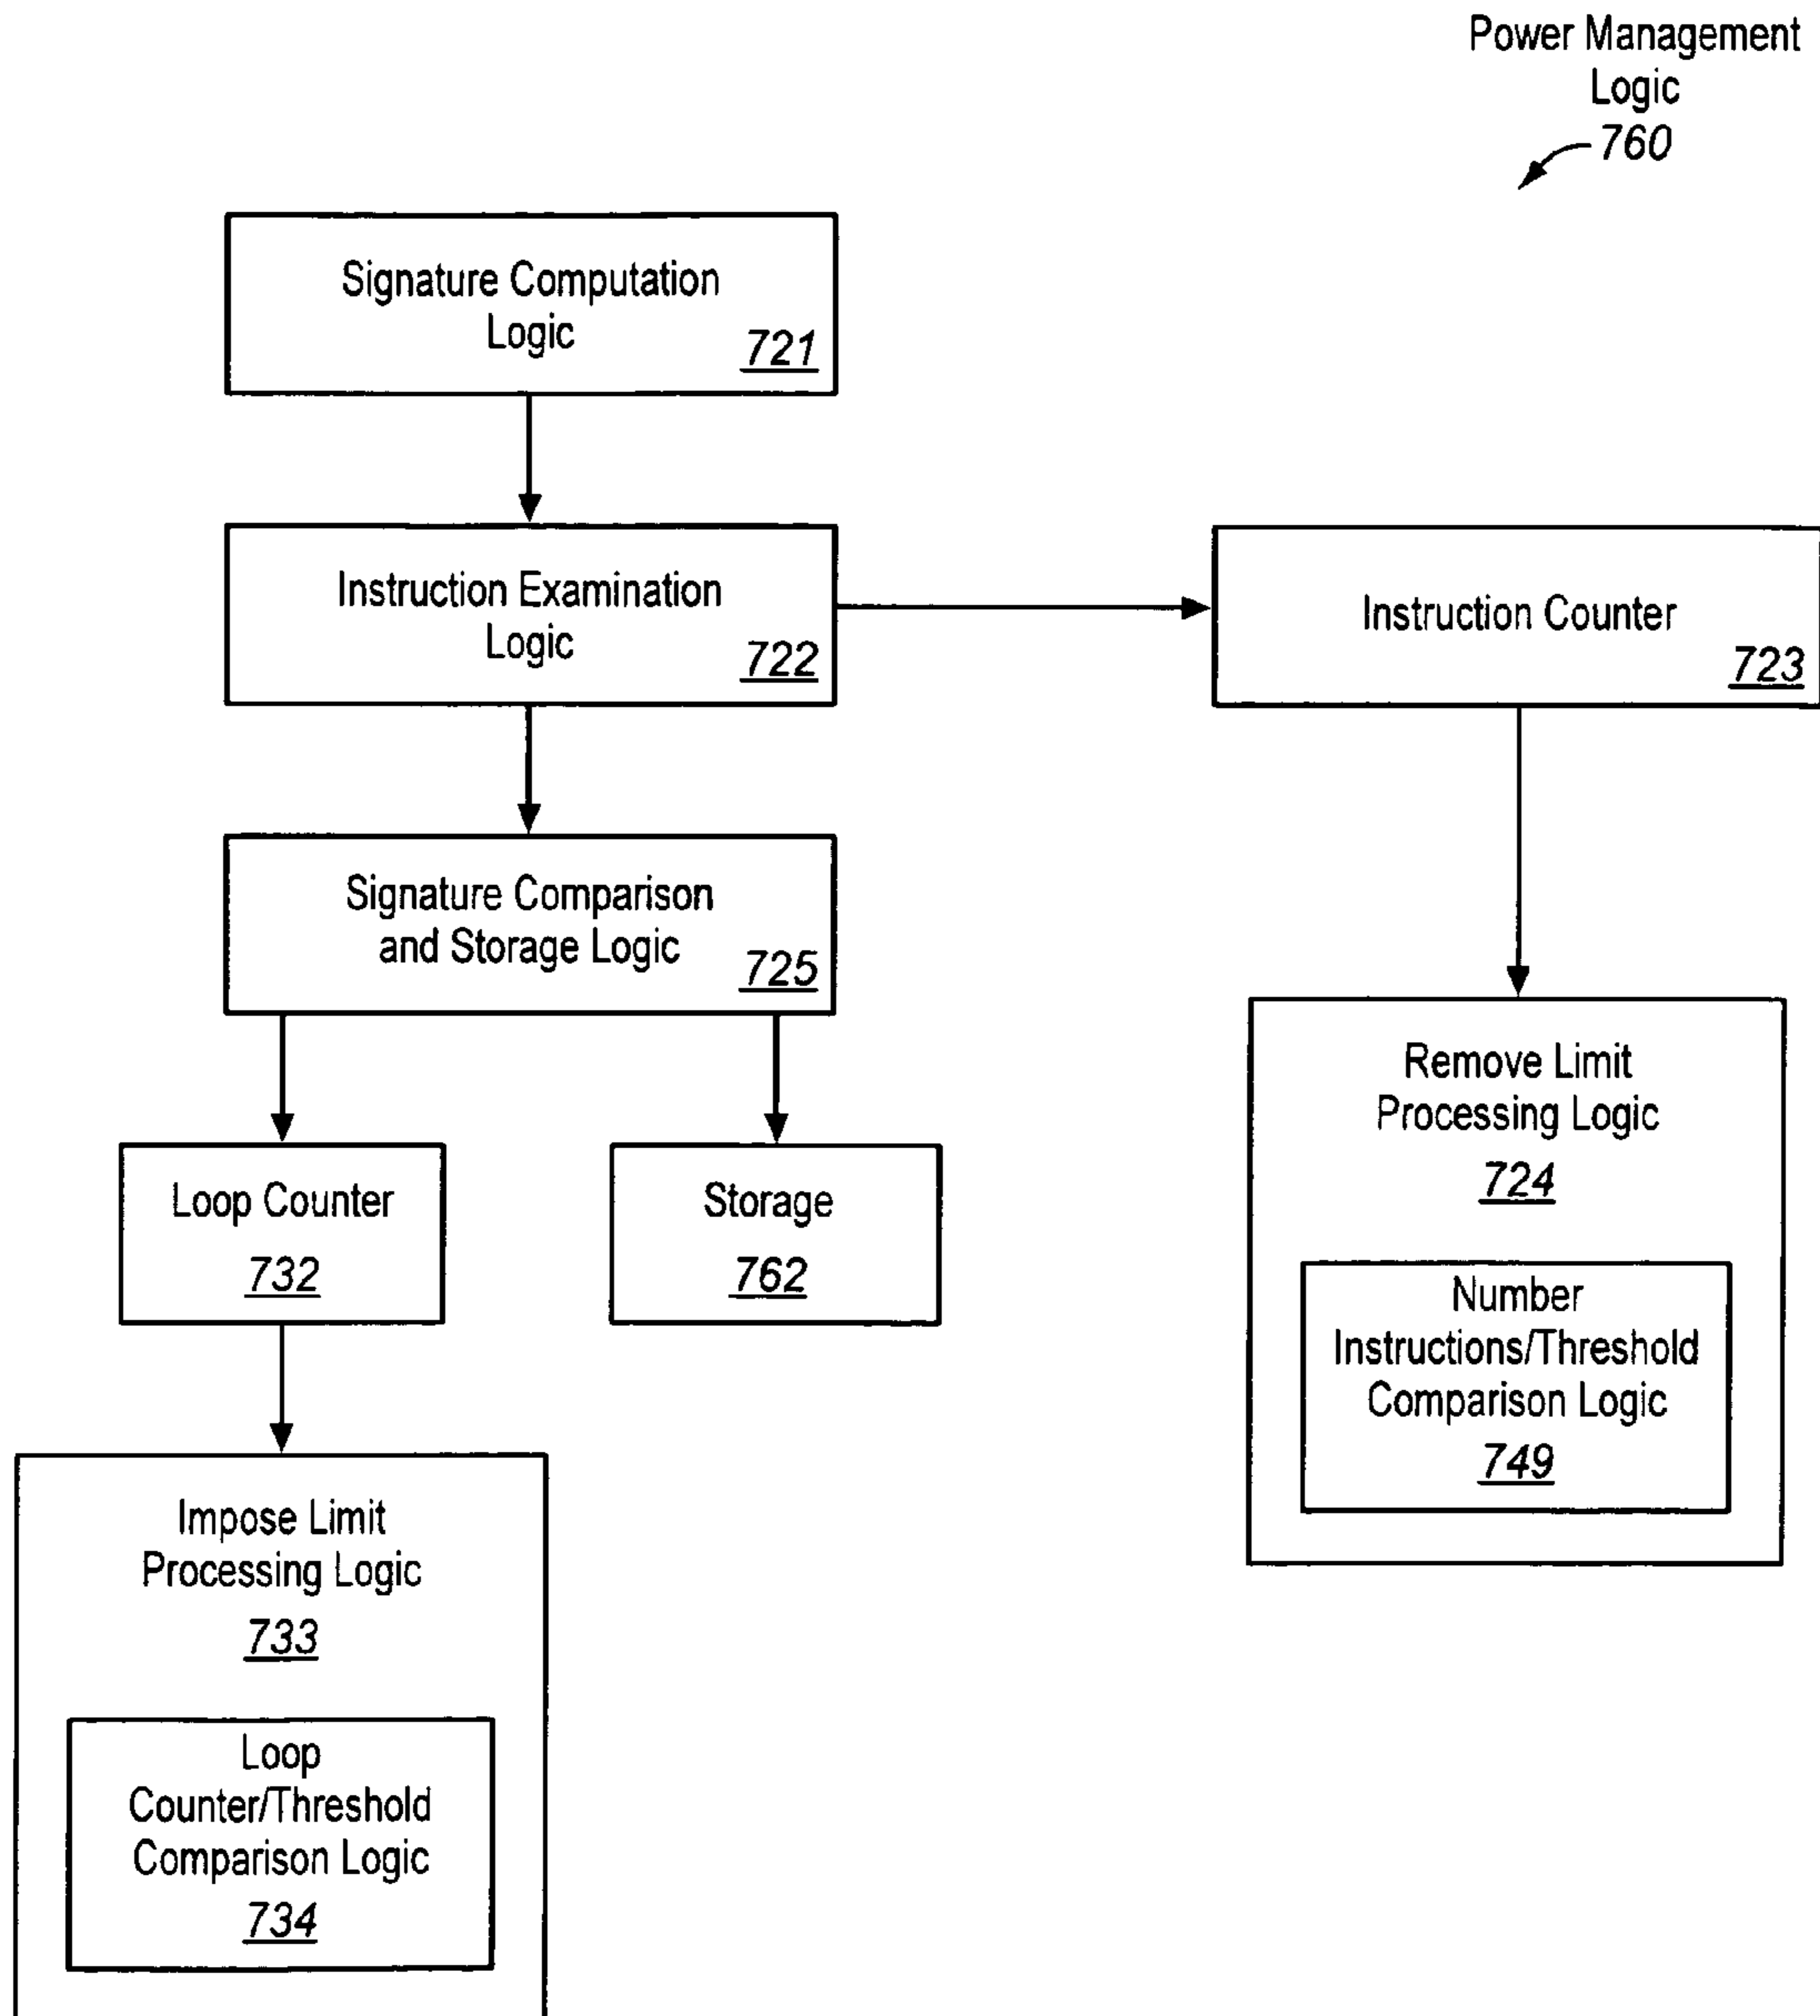 Power Management
Logic
760
Signature Computation
Logic
721
Instruction Examination
Logic
722
Instruction Counter
723
Signature Comparison
and Storage Logic
725
Loop Counter
732
Storage
762
Remove Limit
Processing Logic
724
Number
Instructions/Threshold
Comparison Logic
749
Impose Limit
Processing Logic
733
Loop
Counter/Threshold
Comparison Logic
734